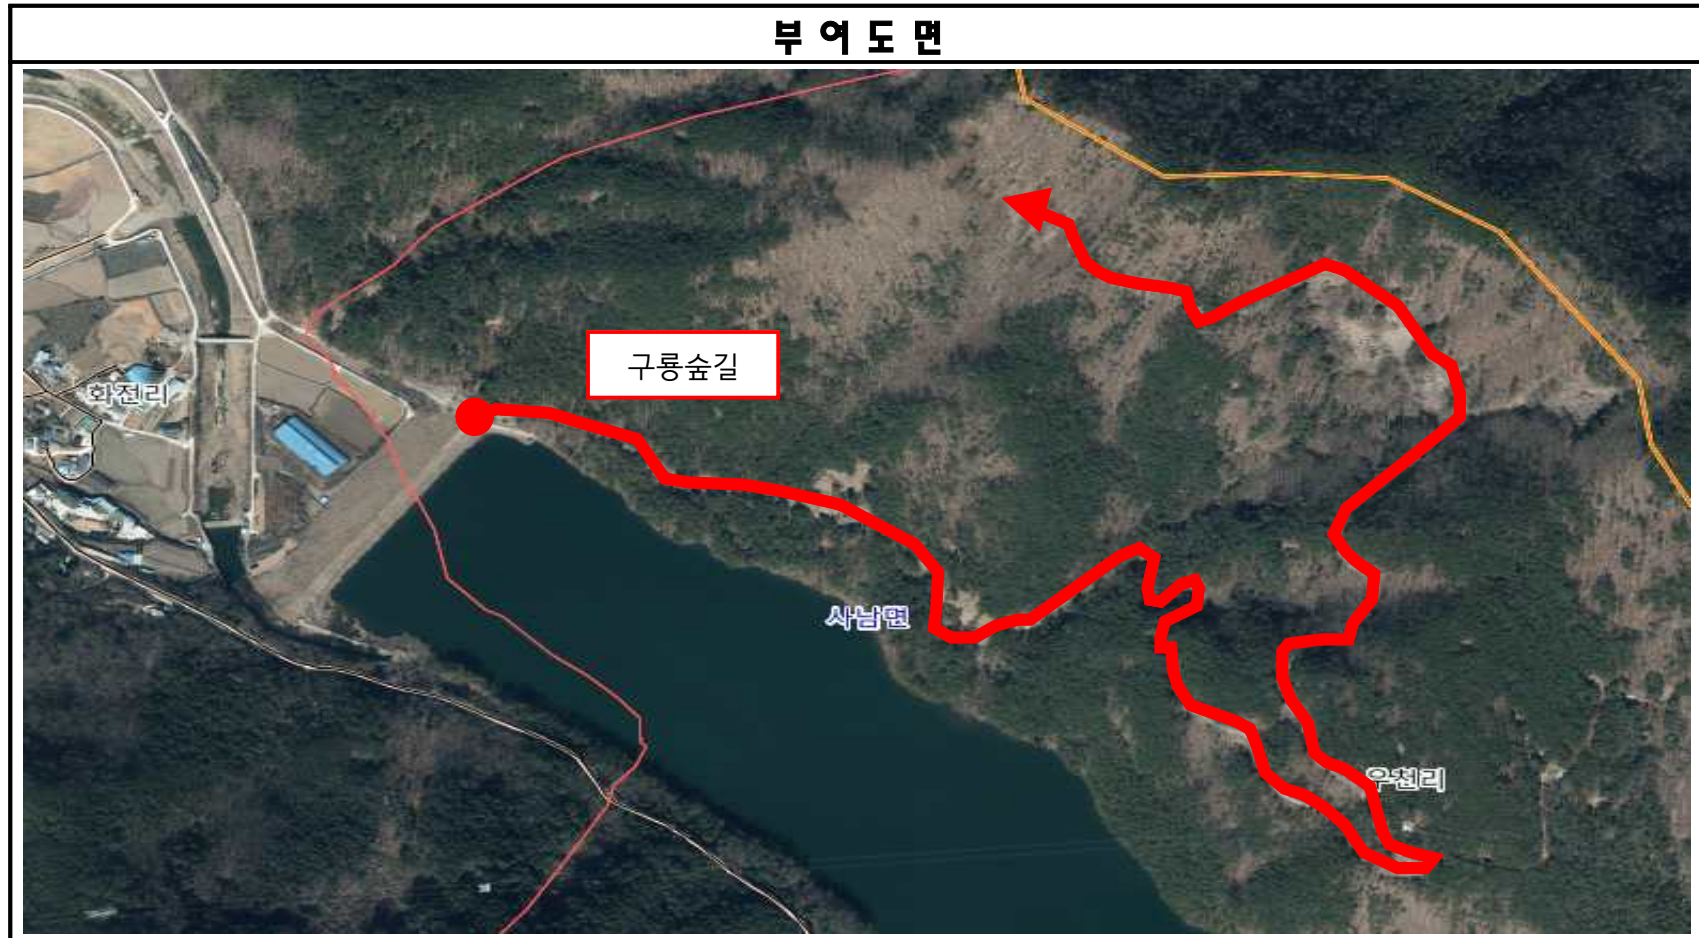 부 여 도 면
구룡숲길
화전리
사남면
우천리